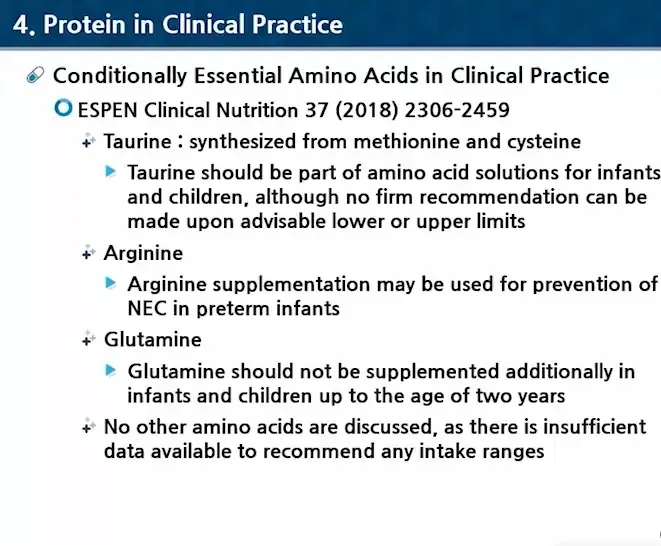 4. Protein in Clinical Practice
Conditionally Essential Amino Acids in Clinical Practice
ESPEN Clinical Nutrition 37 (2018) 2306-2459
Taurine : synthesized from methionine and cysteine
Taurine should be part of amino acid solutions for infants
and children, although no firm recommendation can be
made upon advisable lower or upper limits
Arginine
Arginine supplementation may be used for prevention of
NEC in preterm infants
Glutamine
Glutamine should not be supplemented additionally in
infants and children up to the age of two years
No other amino acids are discussed, as there is insufficient
data available to recommend any intake ranges